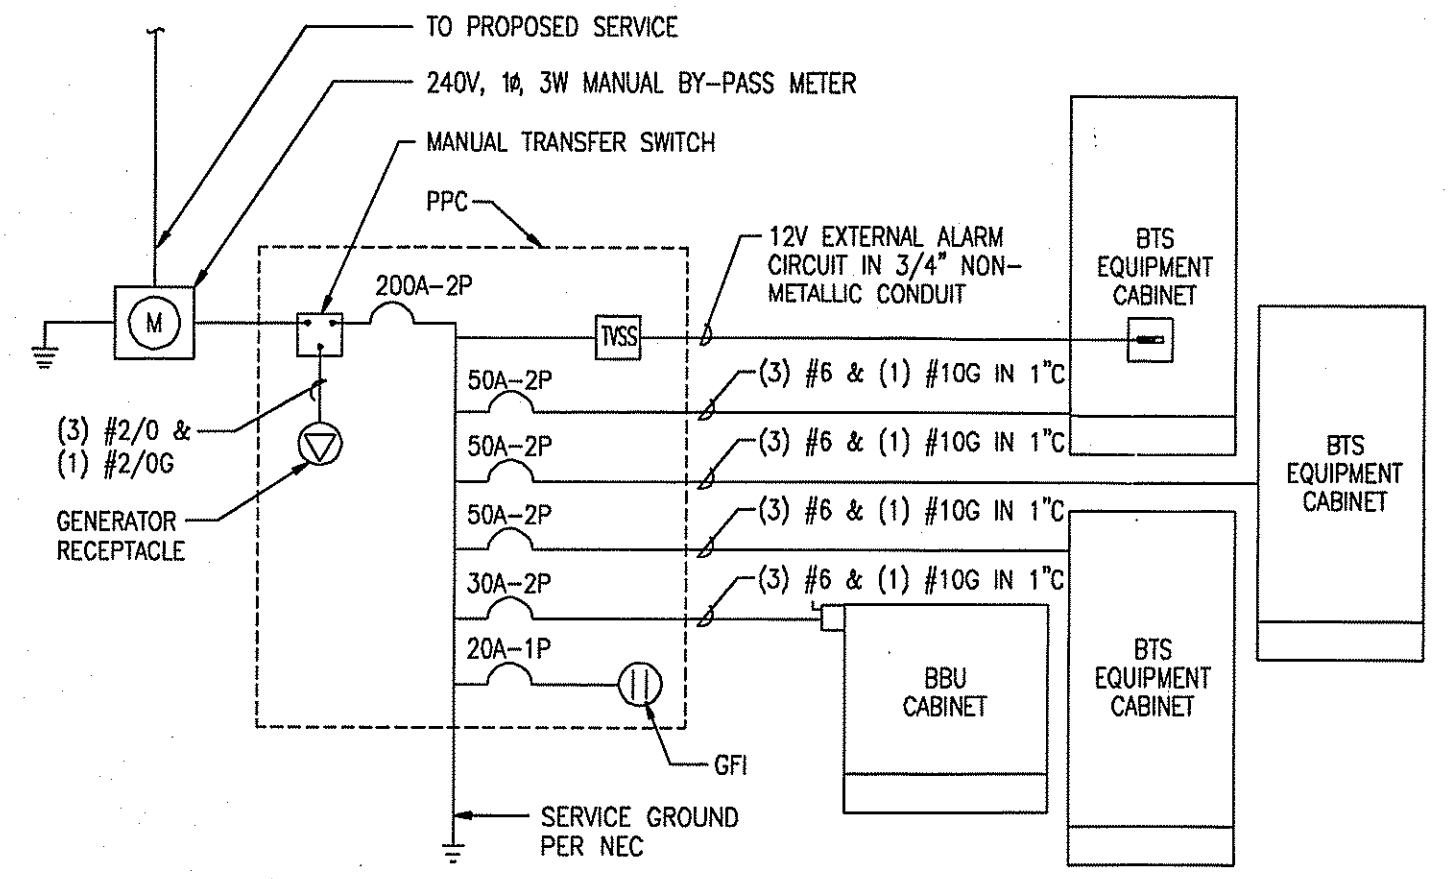 TO PROPOSED SERVICE
240V, 1ø, 3W MANUAL BY-PASS METER
MANUAL TRANSFER SWITCH
PPC
12V EXTERNAL ALARM
CIRCUIT IN 3/4" NON-
METALLIC CONDUIT
BTS
EQUIPMENT
CABINET
200A-2P
M
TVSS
50A-2P
(3) #6 & (1) #10G IN 1"C
(3) #2/0 &
(1) #2/0G
50A-2P
(3) #6 & (1) #10G IN 1"C
BTS
EQUIPMENT
CABINET
GENERATOR
RECEPTACLE
50A-2P
(3) #6 & (1) #10G IN 1"C
30A-2P
(3) #6 & (1) #10G IN 1"C
20A-1P
BBU
CABINET
BTS
EQUIPMENT
CABINET
GFI
SERVICE GROUND
PER NEC